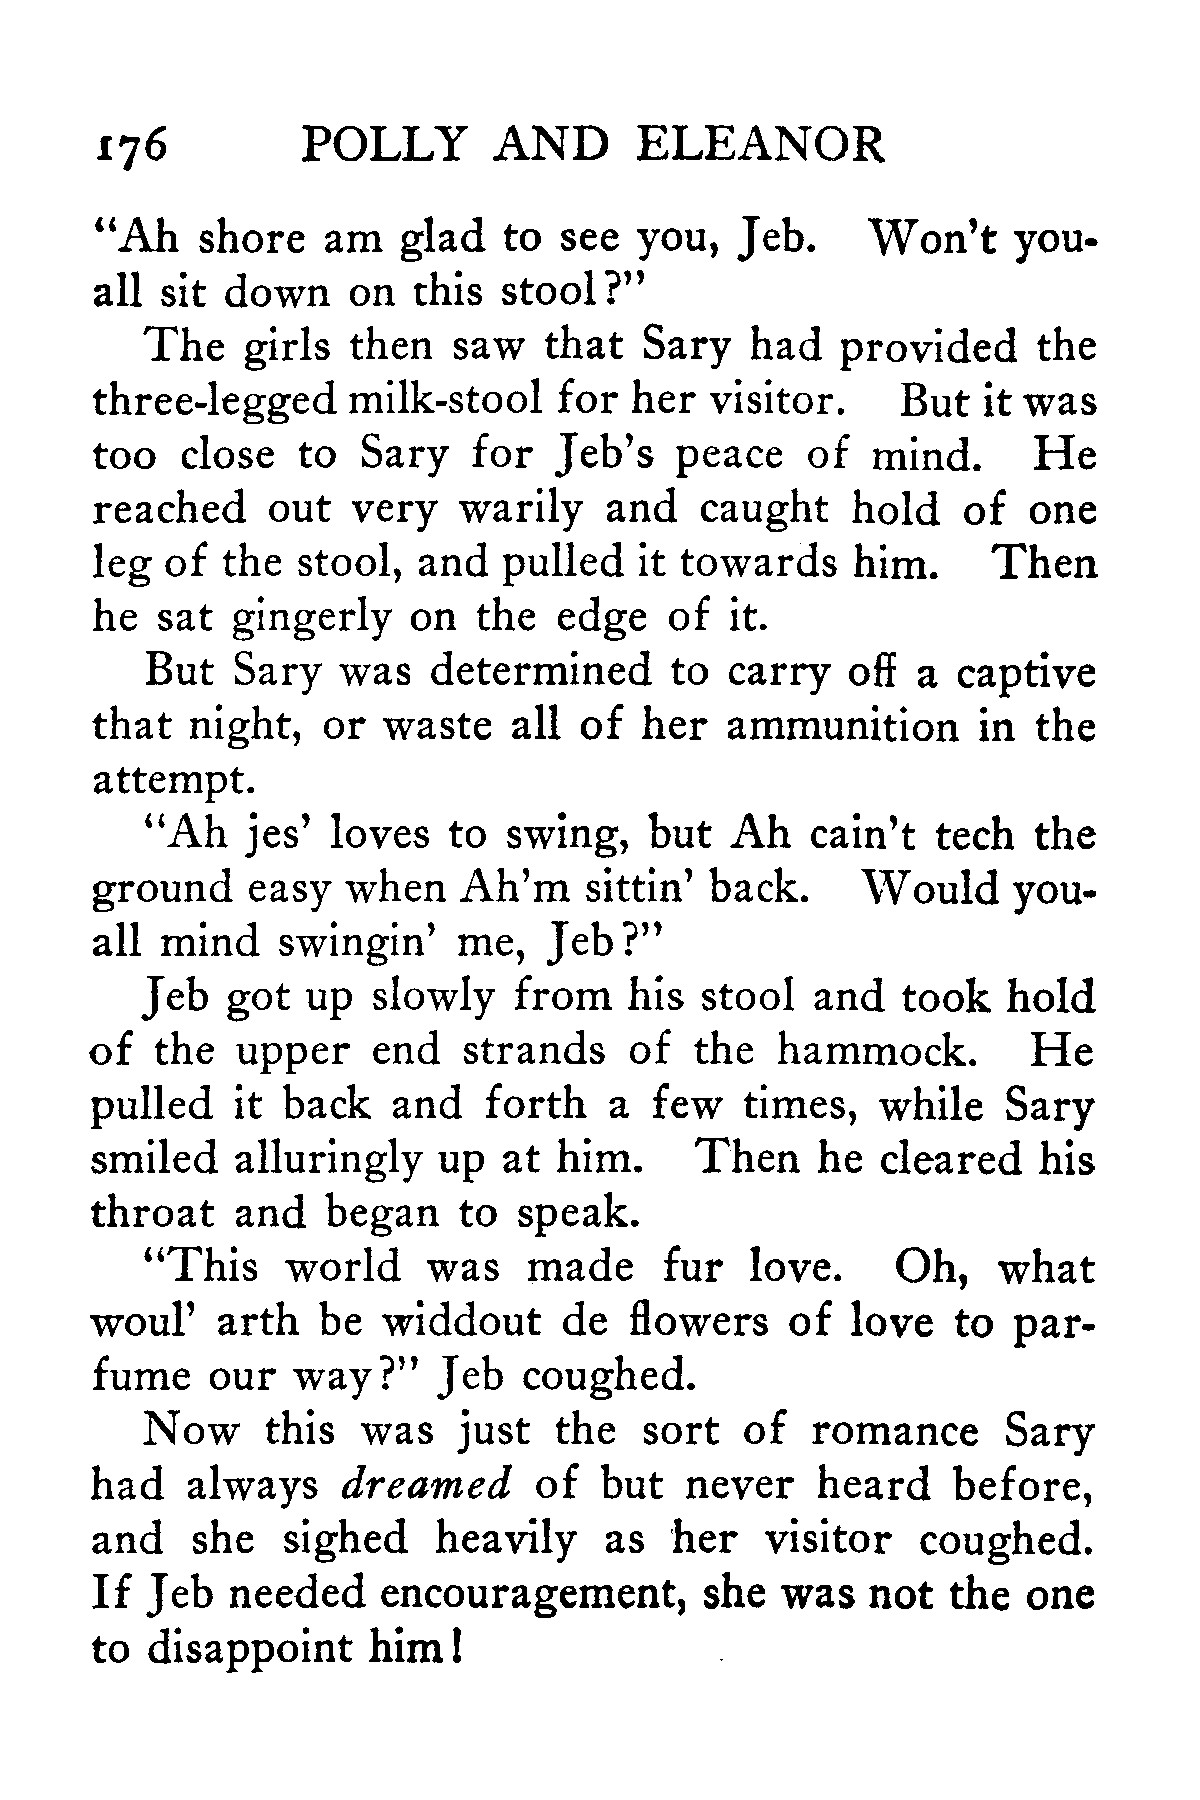 176 POLLY AND ELEANOR
“Ah shore am glad to see you, Jeb. Won’t you-
all sit down on this stool?”
The girls then saw that Sary had provided the
three-legged milk-stool for her visitor. But it was
too close to Sary for Jeb’s peace of mind. He
reached out very warily and caught hold of one
leg of the stool, and pulled it towards him. Then
he sat gingerly on the edge of it.
But Sary was determined to carry off a captive
that night, or waste all of her ammunition in the
attempt.
“Ah jes’ loves to swing, but Ah cain’t tech the
ground easy when Ah’m sittin’ back. Would you-
all mind swingin’ me, Jeb?”
Jeb got up slowly from his stool and took hold
of the upper end strands of the hammock. He
pulled it back and forth a few times, while Sary
smiled alluringly up at him. Then he cleared his
throat and began to speak.
“This world was made fur love. Oh, what
woul’ arth be widdout de flowers of love to par-
fume our way?” Jeb coughed.
Now this was just the sort of romance Sary
had always dreamed of but never heard before,
and she sighed heavily as her visitor coughed.
If Jeb needed encouragement, she was not the one
to disappoint him!